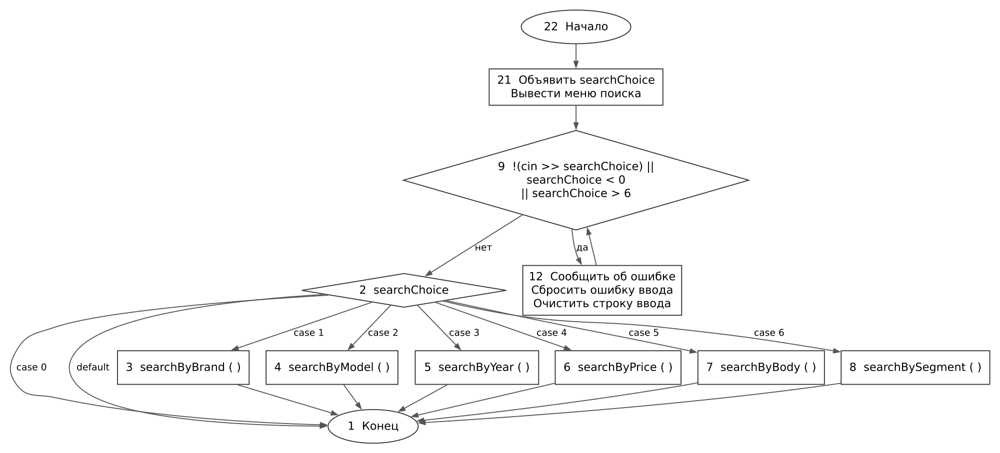 22 Начало
21 Объявить searchChoice
Вывести меню поиска
9 !(cin >> searchChoice) ||
searchChoice < 0
|| searchChoice > 6
нет
да
12 Сообщить об ошибке
Сбросить ошибку ввода
Очистить строку ввода
2 searchChoice
case 1
case 2
case 3
case 4
case 5
case 6
case 0
default
3 searchByBrand ( )
4 searchByModel ( )
5 searchByYear ( )
6 searchByPrice ( )
7 searchByBody ( )
8 searchBySegment ( )
1 Конец